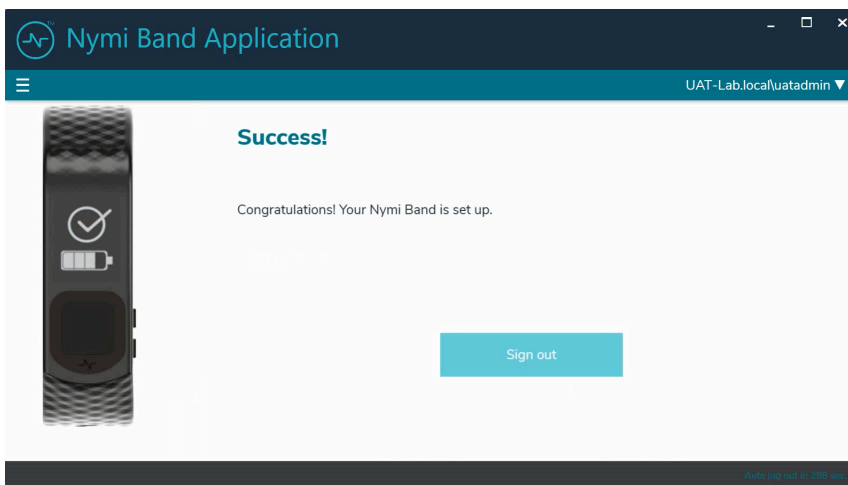 Nymi Band Application
UAT-Lab.local\uatadmin
Success!
Congratulations! Your Nymi Band is set up.
Sign out
Auto log out in 288 sec.